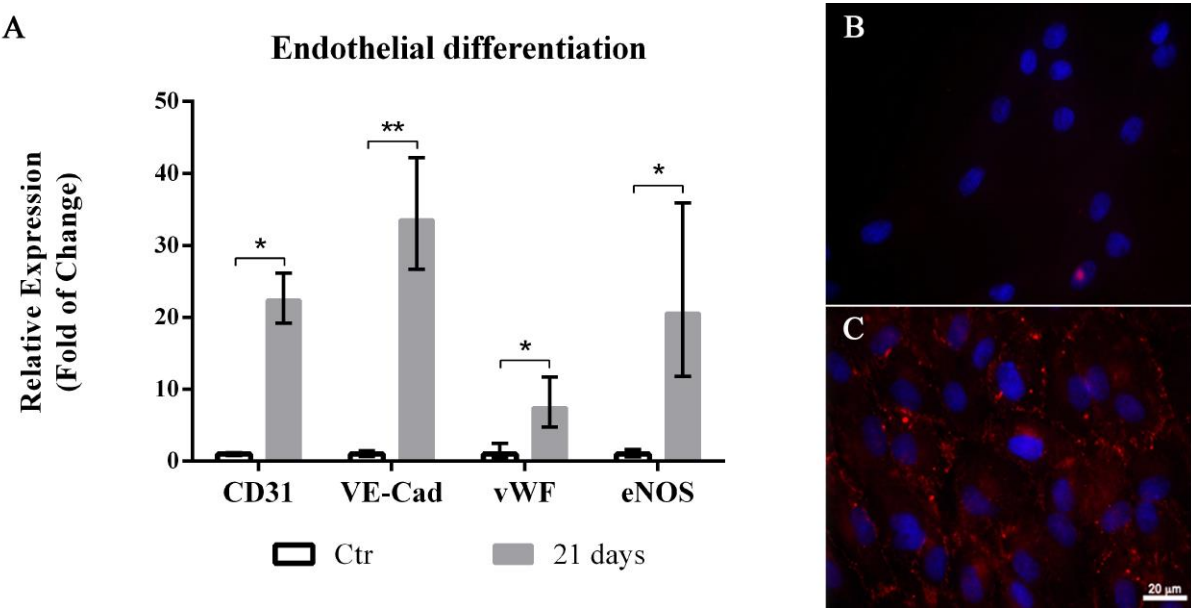 A
Endothelial differentiation
Relative Expression
(Fold of Change)
50
40
30
20
10
0
*
**
*
*
CD31 VE-Cad vWF eNOS
Ctr 21 days
B
C
20 µm